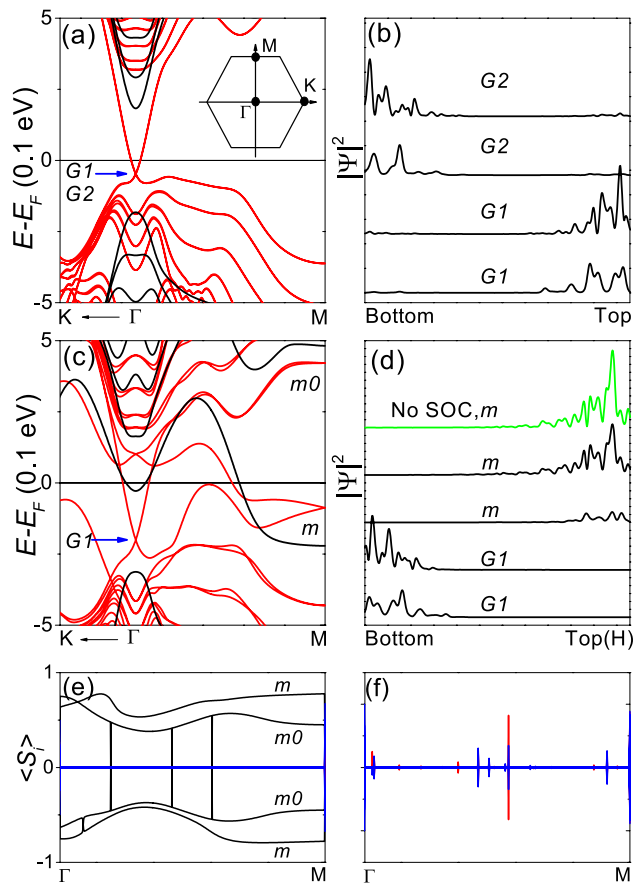 (a)
5
0
-5
E-E_F (0.1 eV)
G1
G2
M
K
Γ
K ← Γ M
(b)
|Ψ|²
G2
G2
G1
G1
Bottom Top
(c)
5
0
-5
E-E_F (0.1 eV)
m0
m
G1
K ← Γ M
(d)
|Ψ|²
No SOC,m
m
m
G1
G1
Bottom Top(H)
(e)
1
0
-1
<S_i>
m
m0
m0
m
Γ M
(f)
Γ M